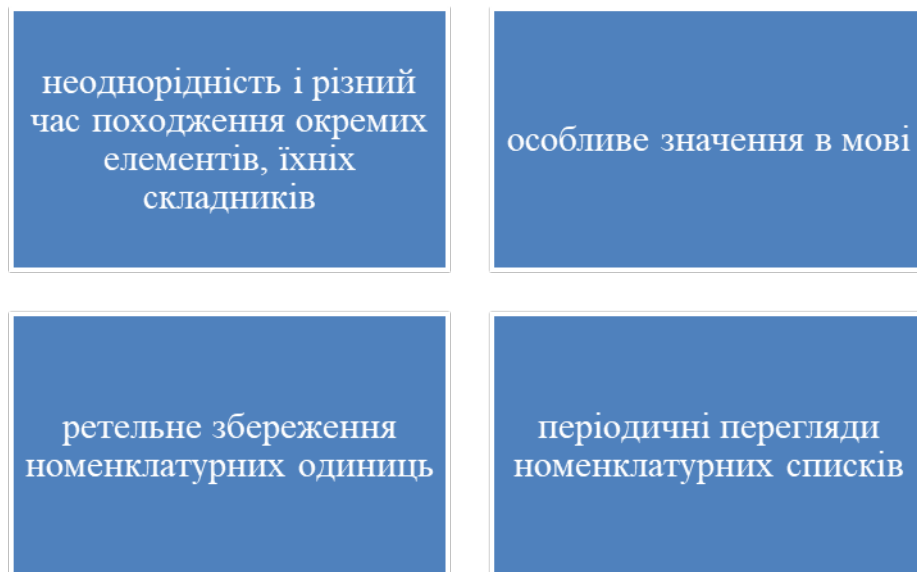 неоднорідність і різний
час походження окремих
елементів, їхніх
складників
особливе значення в мові
ретельне збереження
номенклатурних одиниць
періодичні перегляди
номенклатурних списків